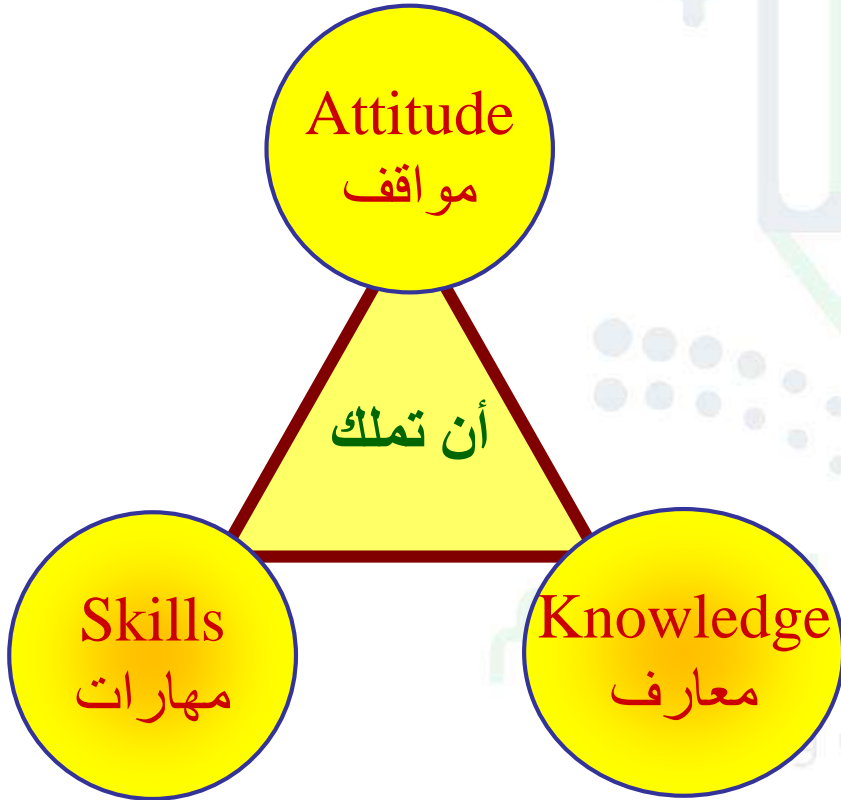 Attitude
مواقف
أن تملك
Skills
مهارات
Knowledge
معارف